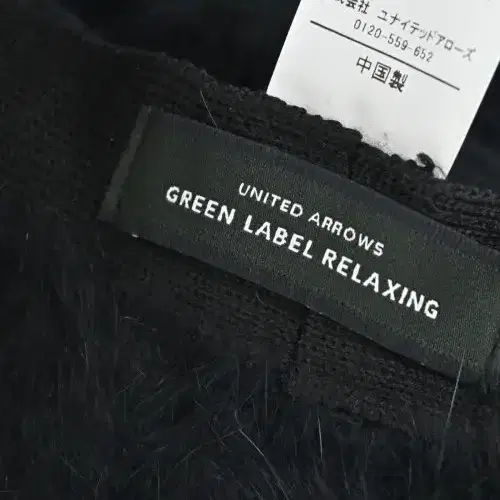 株式会社 ユナイテッドアローズ
0120-559-652
中国製
UNITED ARROWS
GREEN LABEL RELAXING